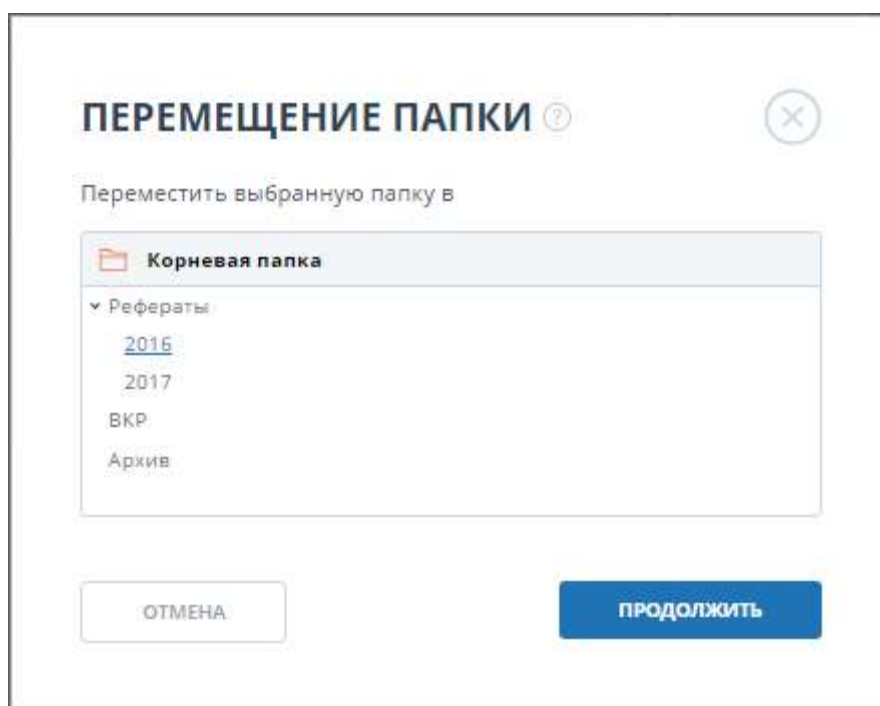 ПЕРЕМЕЩЕНИЕ ПАПКИ ?
Переместить выбранную папку в
Корневая папка
Рефераты
2016
2017
ВКР
Архив
ОТМЕНА ПРОДОЛЖИТЬ